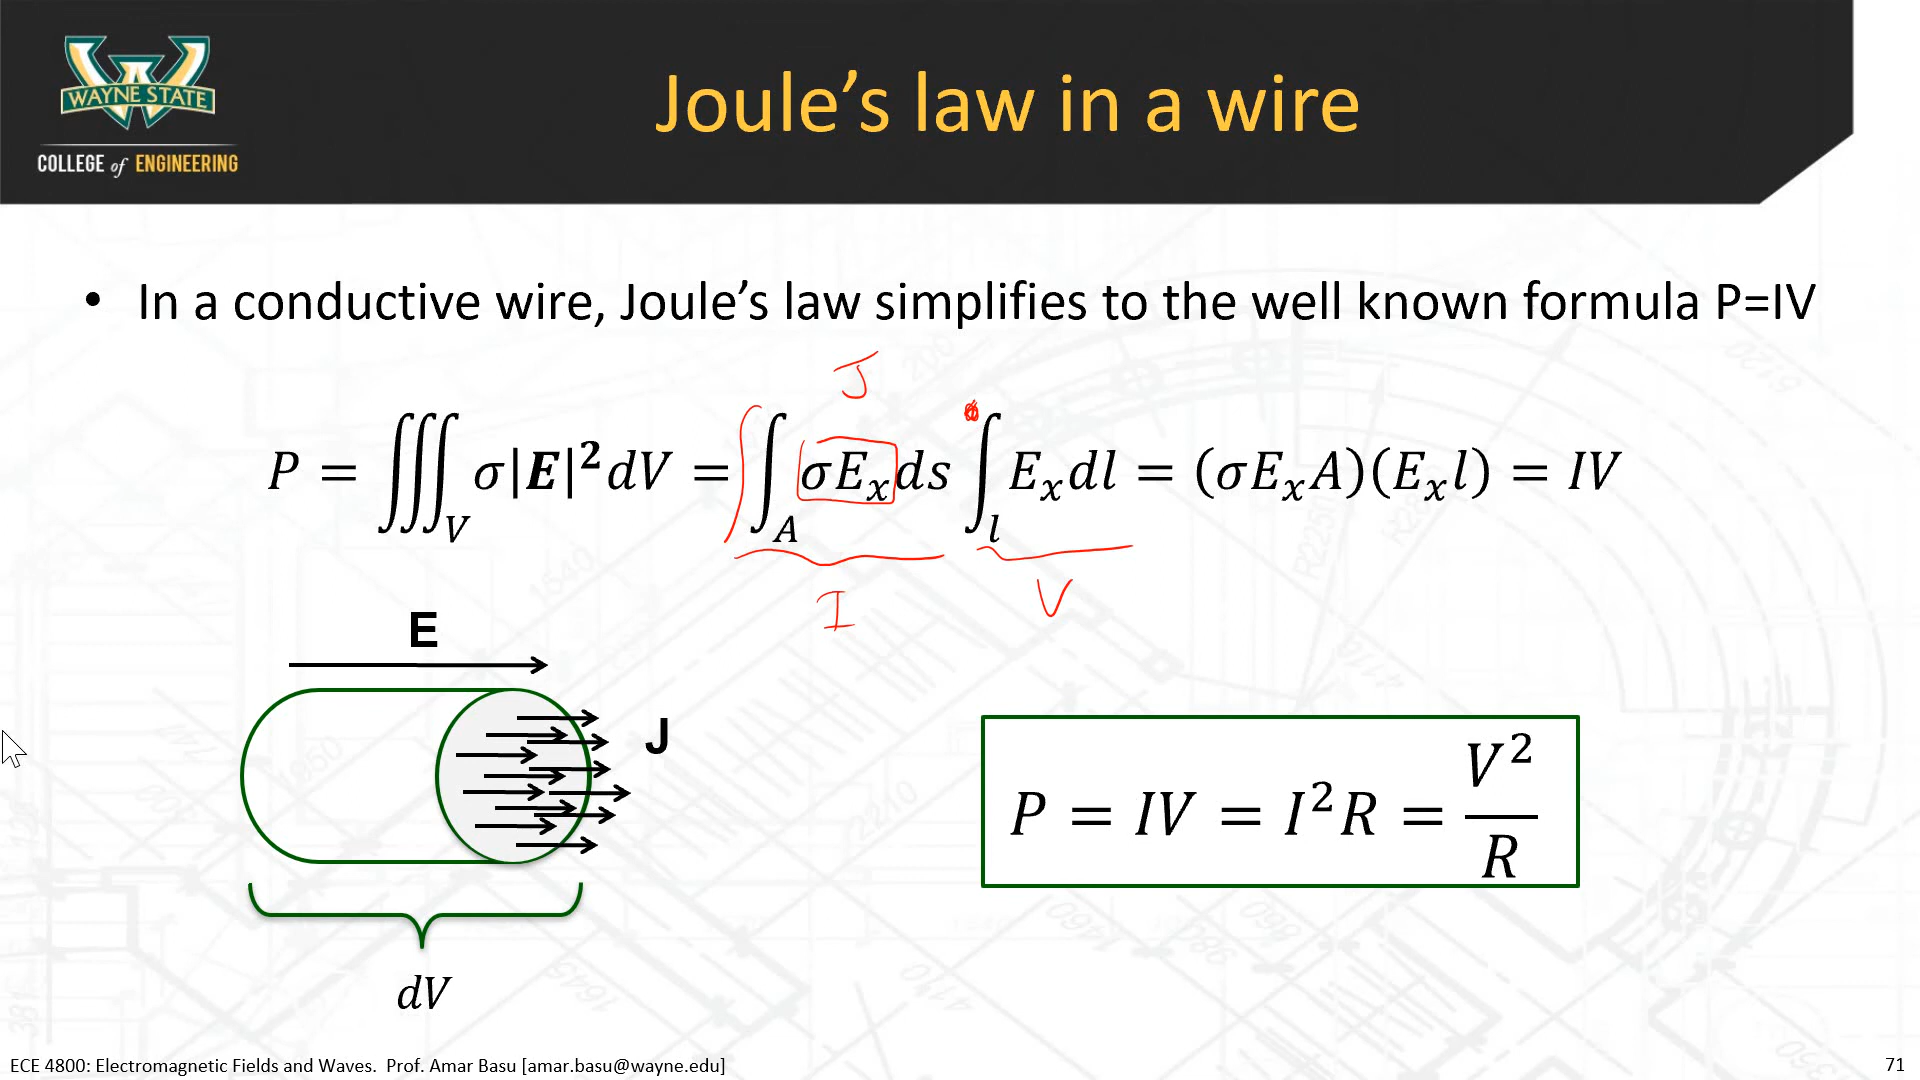 WAYNE STATE
COLLEGE of ENGINEERING
Joule’s law in a wire
• In a conductive wire, Joule’s law simplifies to the well known formula P=IV
J
P = ∭_V σ|E|²dV = ∫∫_A σE_x ds ∫_l E_x dl = (σE_x A)(E_x l) = IV
I
V
E
J
P = IV = I²R = V²/R
dV
ECE 4800: Electromagnetic Fields and Waves. Prof. Amar Basu [amar.basu@wayne.edu]
71